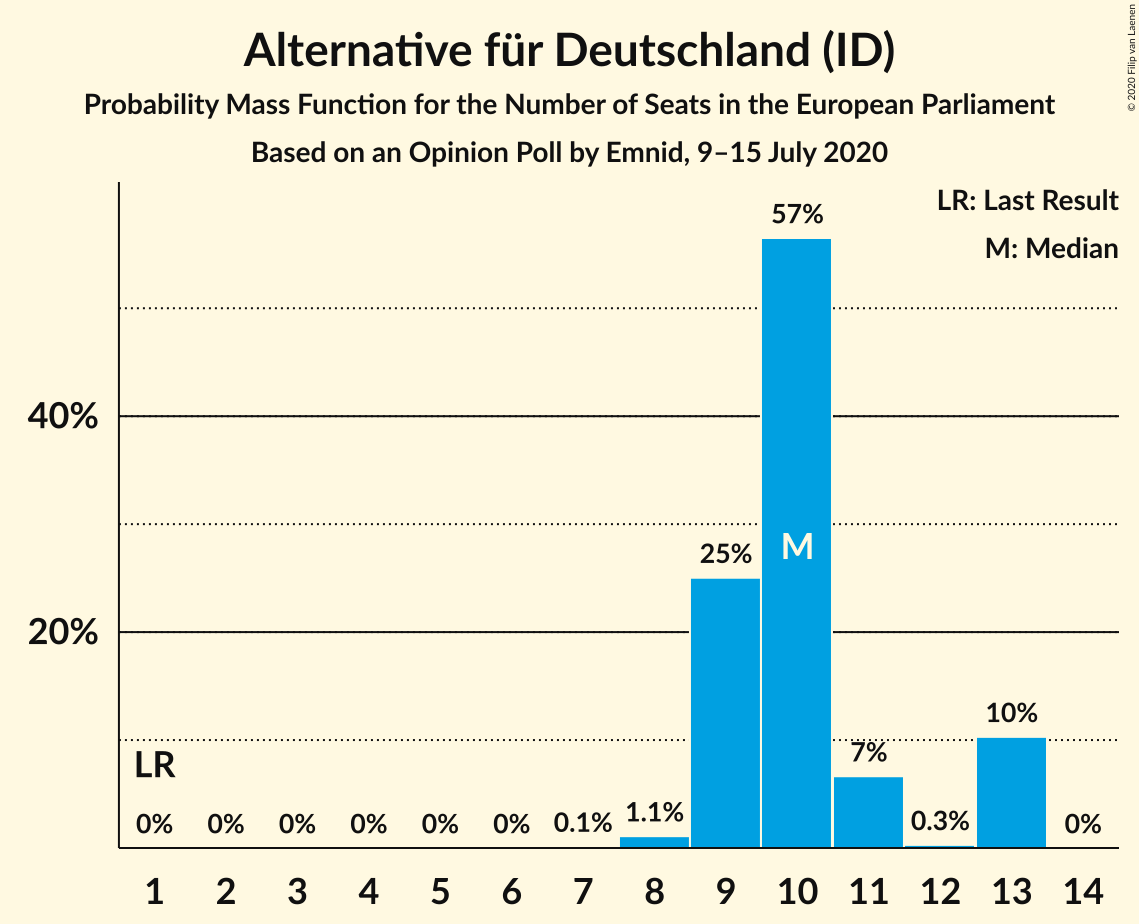 Alternative für Deutschland (ID)
Probability Mass Function for the Number of Seats in the European Parliament
Based on an Opinion Poll by Emnid, 9–15 July 2020
© 2020 Filip van Laenen
LR: Last Result
M: Median
57%
40%
25%
M
20%
10%
7%
LR
0% 0% 0% 0% 0% 0% 0.1% 1.1% 0.3% 0%
1 2 3 4 5 6 7 8 9 10 11 12 13 14